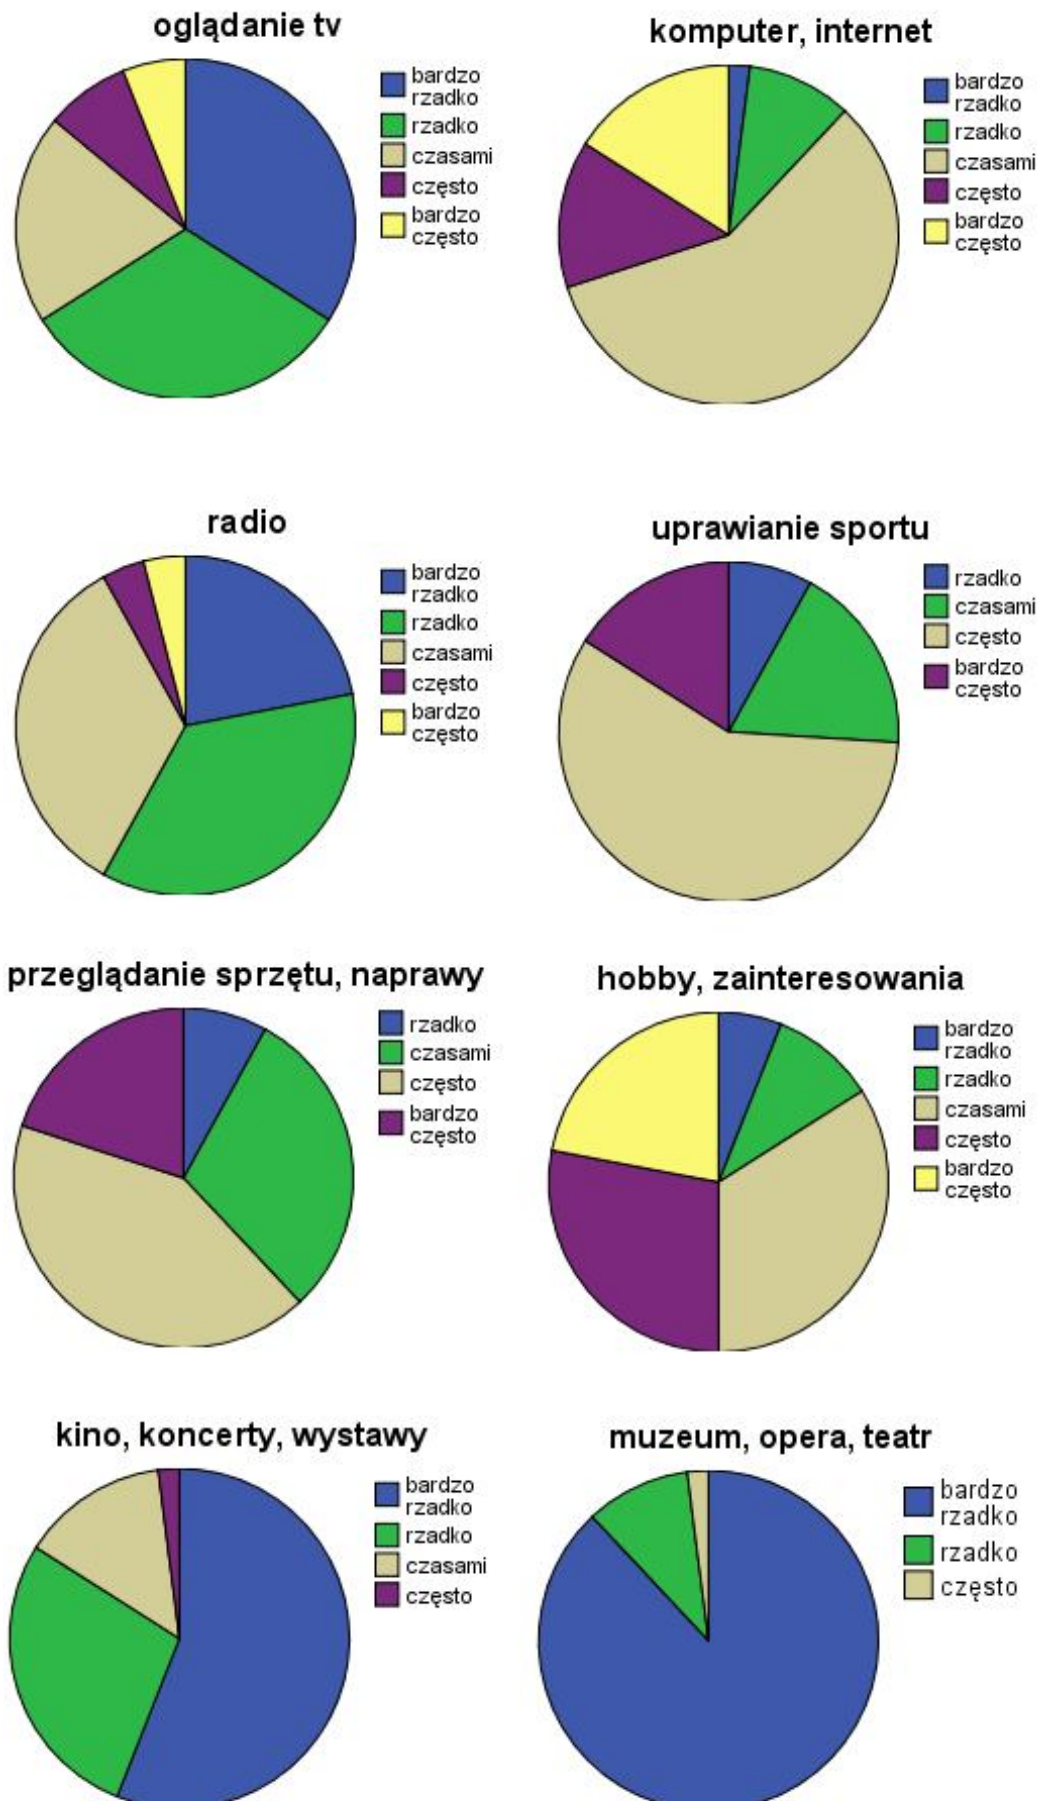 oglądanie tv
bardzo
rzadko
rzadko
czasami
często
bardzo
często
komputer, internet
bardzo
rzadko
rzadko
czasami
często
bardzo
często
radio
bardzo
rzadko
rzadko
czasami
często
bardzo
często
uprawianie sportu
rzadko
czasami
często
bardzo
często
przeglądanie sprzętu, naprawy
rzadko
czasami
często
bardzo
często
hobby, zainteresowania
bardzo
rzadko
rzadko
czasami
często
bardzo
często
kino, koncerty, wystawy
bardzo
rzadko
rzadko
czasami
często
muzeum, opera, teatr
bardzo
rzadko
rzadko
często